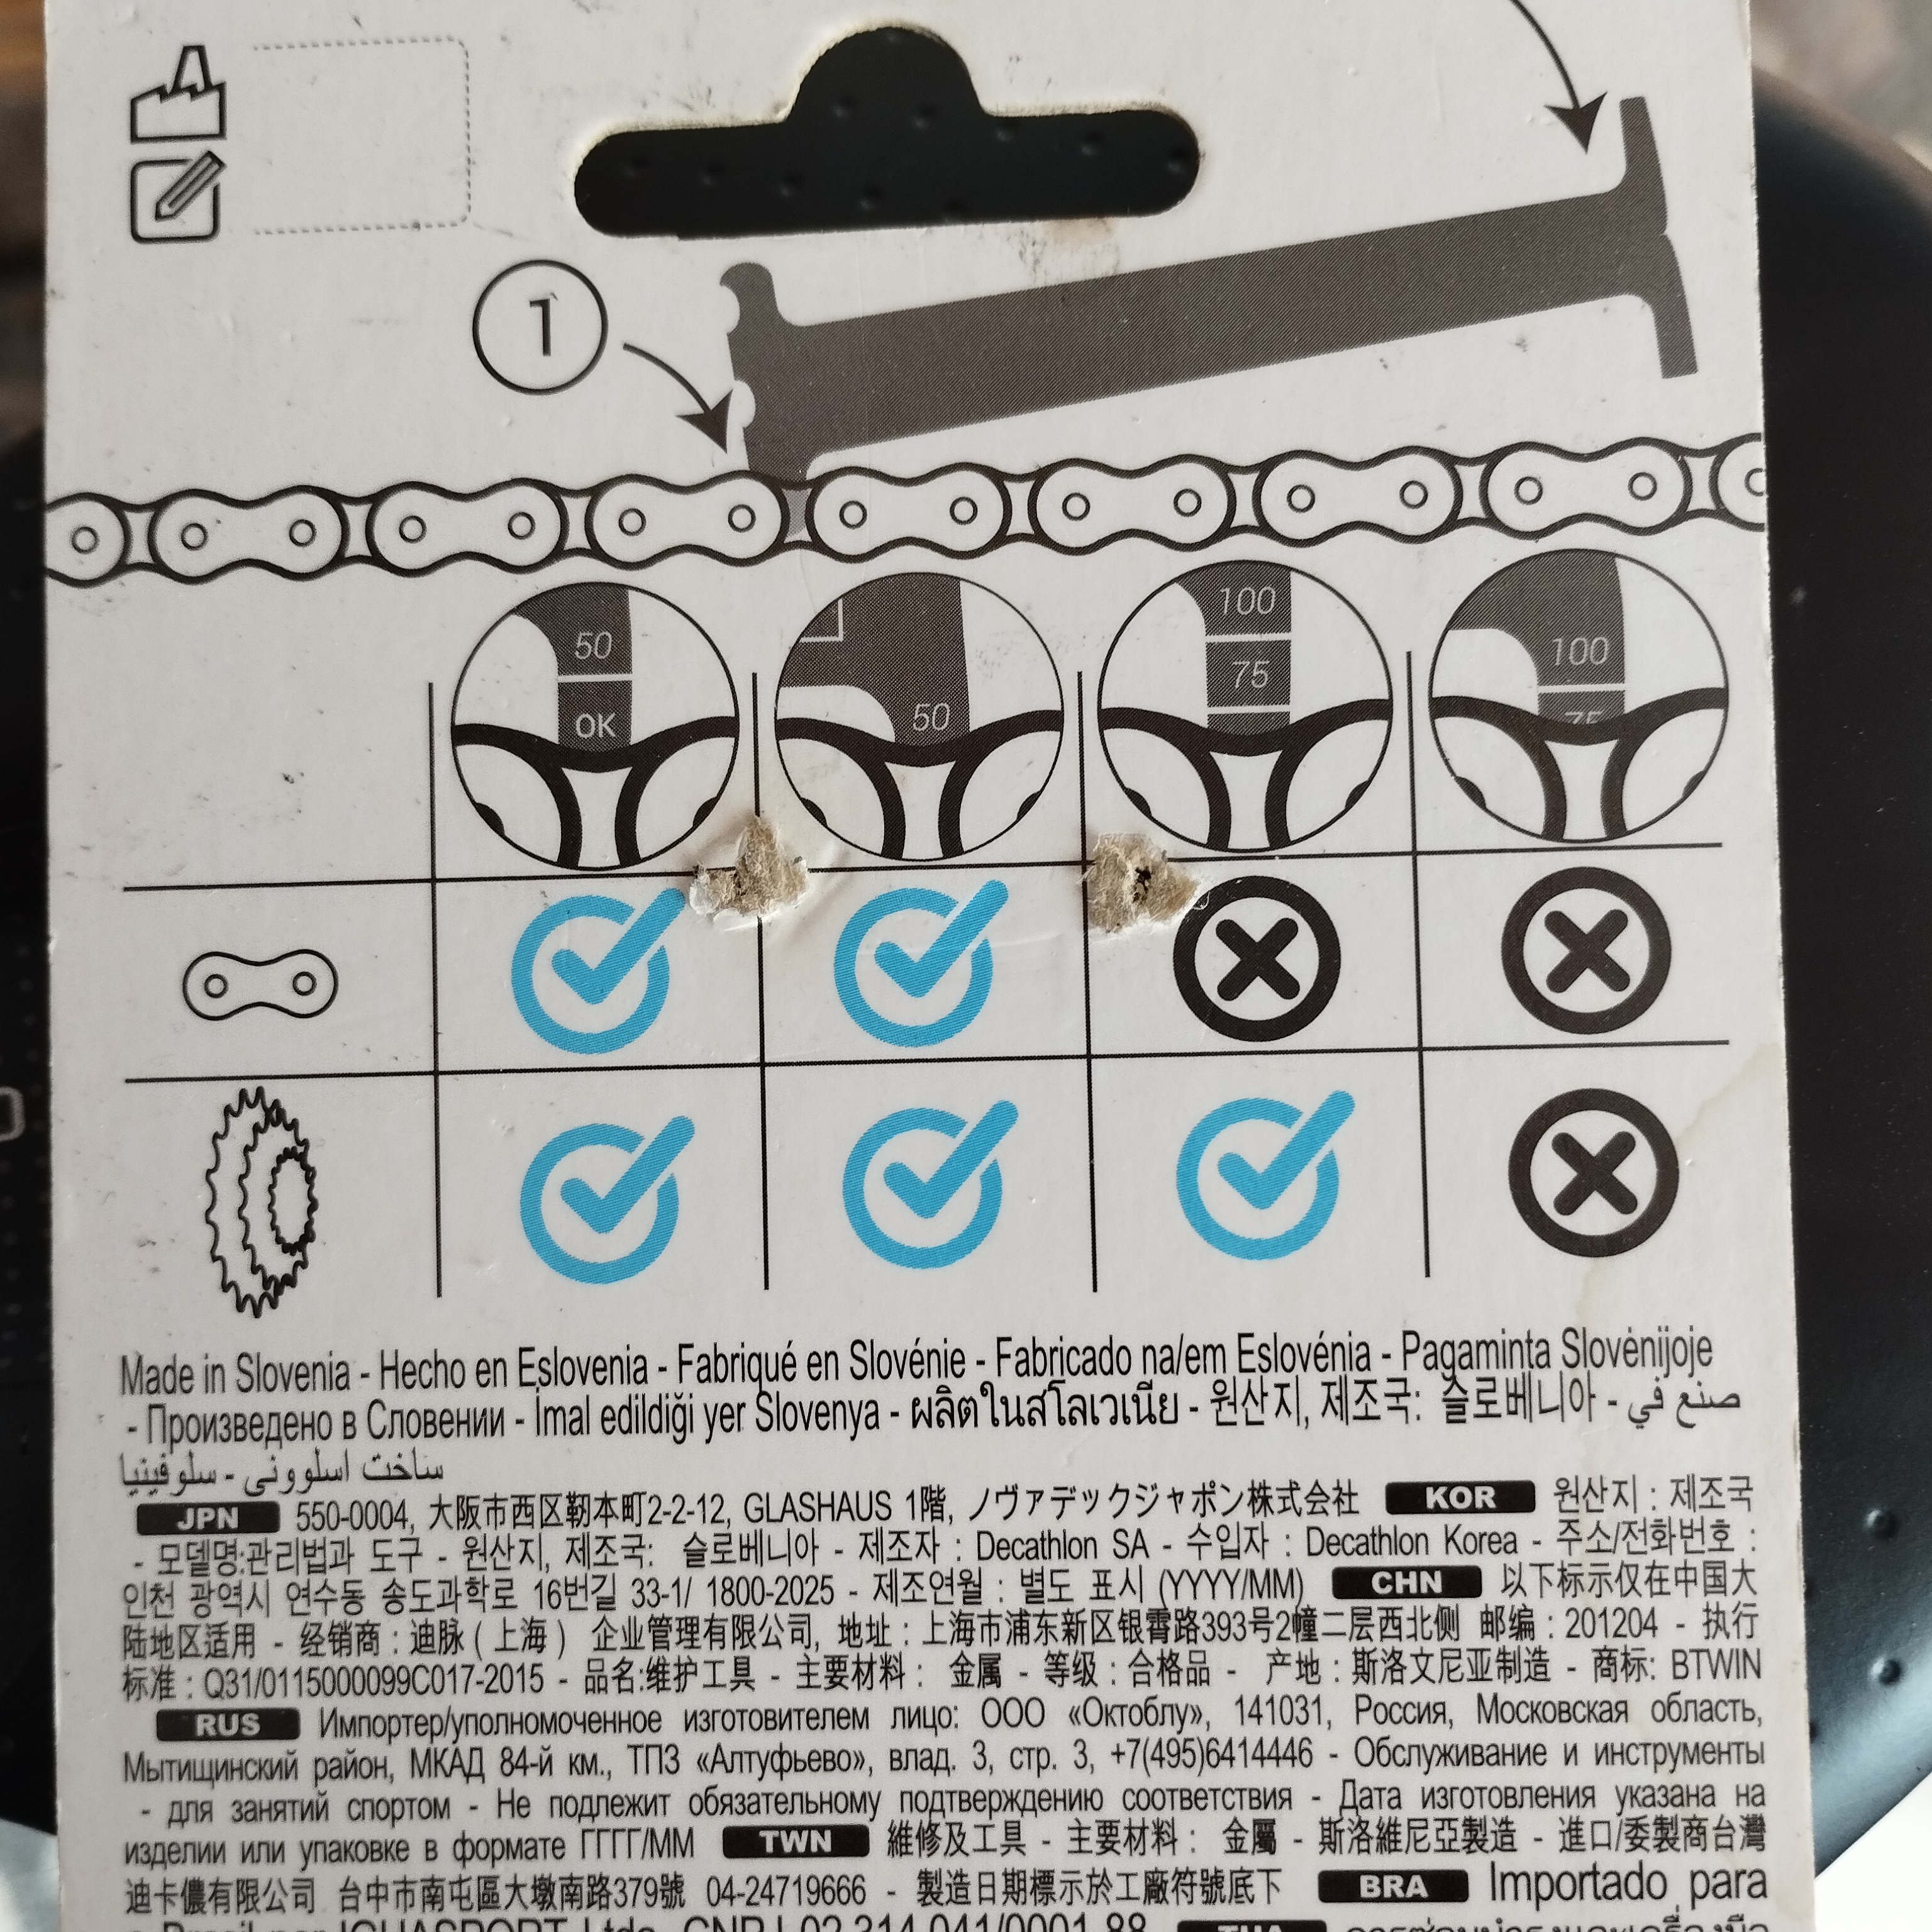 1
50
OK
50
100
75
100
75
Made in Slovenia - Hecho en Eslovenia - Fabriqué en Slovénie - Fabricado na/em Eslovénia - Pagaminta Slovėnijoje
- Произведено в Словении - İmal edildiği yer Slovenya - ผลิตในสโลเวเนีย - 원산지, 제조국: 슬로베니아 - صنع في
سلوفينيا - ساخت اسلوونی
JPN 550-0004, 大阪市西区靭本町2-2-12, GLASHAUS 1階, ノヴァデックジャポン株式会社 KOR 원산지 : 제조국
- 모델명:관리법과 도구 - 원산지, 제조국: 슬로베니아 - 제조자 : Decathlon SA - 수입자 : Decathlon Korea - 주소/전화번호 :
인천 광역시 연수동 송도과학로 16번길 33-1/ 1800-2025 - 제조연월 : 별도 표시 (YYYY/MM) CHN 以下标示仅在中国大
陆地区适用 - 经销商 : 迪脉 ( 上海 ) 企业管理有限公司, 地址 : 上海市浦东新区银霄路393号2幢二层西北侧 邮编 : 201204 - 执行
标准 : Q31/0115000099C017-2015 - 品名:维护工具 - 主要材料 : 金属 - 等级 : 合格品 - 产地 : 斯洛文尼亚制造 - 商标: BTWIN
RUS Импортер/уполномоченное изготовителем лицо: ООО «Октоблу», 141031, Россия, Московская область,
Мытищинский район, МКАД 84-й км., ТПЗ «Алтуфьево», влад. 3, стр. 3, +7(495)6414446 - Обслуживание и инструменты
- для занятий спортом - Не подлежит обязательному подтверждению соответствия - Дата изготовления указана на
изделии или упаковке в формате ГГГГ/ММ TWN 維修及工具 - 主要材料 : 金屬 - 斯洛維尼亞製造 - 進口/委製商台灣
迪卡儂有限公司 台中市南屯區大墩南路379號 04-24719666 - 製造日期標示於工廠符號底下 BRA Importado para
o Brasil por IGUASPORT Ltda, CNPJ 02.314.041/0001-88 THA